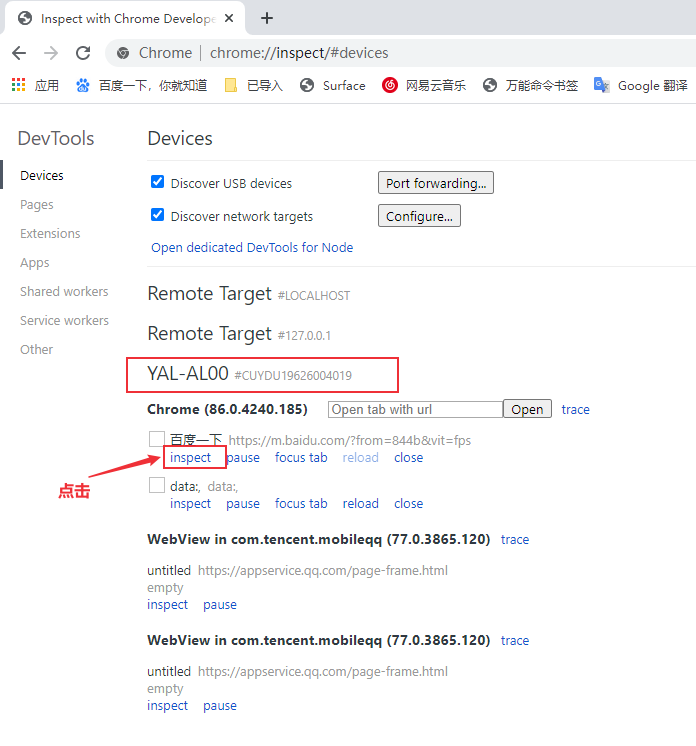 Inspect with Chrome Develope
Chrome | chrome://inspect/#devices
应用 百度一下，你就知道 已导入 Surface 网易云音乐 万能命令书签 Google 翻译
DevTools
Devices
Pages
Extensions
Apps
Shared workers
Service workers
Other
Devices
Discover USB devices Port forwarding...
Discover network targets Configure...
Open dedicated DevTools for Node
Remote Target #LOCALHOST
Remote Target #127.0.0.1
YAL-AL00 #CUYDU19626004019
Chrome (86.0.4240.185) Open tab with url Open trace
百度一下 https://m.baidu.com/?from=844b&vit=fps
inspect pause focus tab reload close
点击
data:, data:,
inspect pause focus tab reload close
WebView in com.tencent.mobileqq (77.0.3865.120) trace
untitled https://appservice.qq.com/page-frame.html
empty
inspect pause
WebView in com.tencent.mobileqq (77.0.3865.120) trace
untitled https://appservice.qq.com/page-frame.html
empty
inspect pause